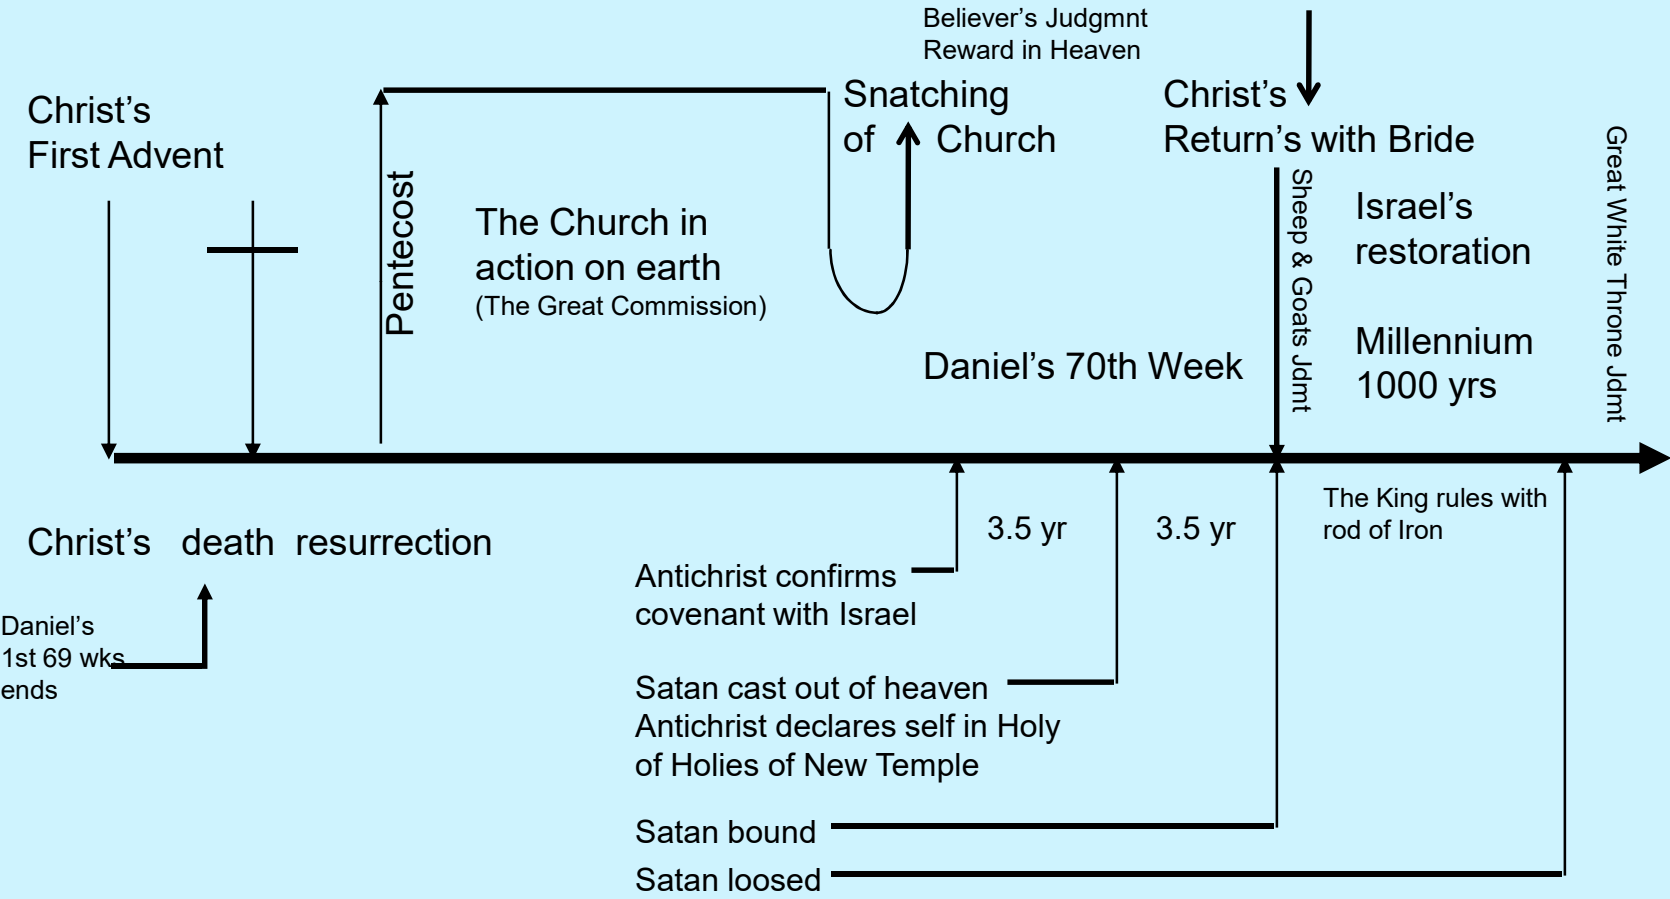 Believer’s Judgmnt
Reward in Heaven
Christ’s
First Advent
Pentecost
The Church in
action on earth
(The Great Commission)
Snatching
of Church
Christ’s
Return’s with Bride
Sheep & Goats Jdmt
Israel’s
restoration
Millennium
1000 yrs
Great White Throne Jdmt
Daniel’s 70th Week
Christ’s death resurrection
Daniel’s
1st 69 wks
ends
3.5 yr
3.5 yr
The King rules with
rod of Iron
Antichrist confirms
covenant with Israel
Satan cast out of heaven
Antichrist declares self in Holy
of Holies of New Temple
Satan bound
Satan loosed